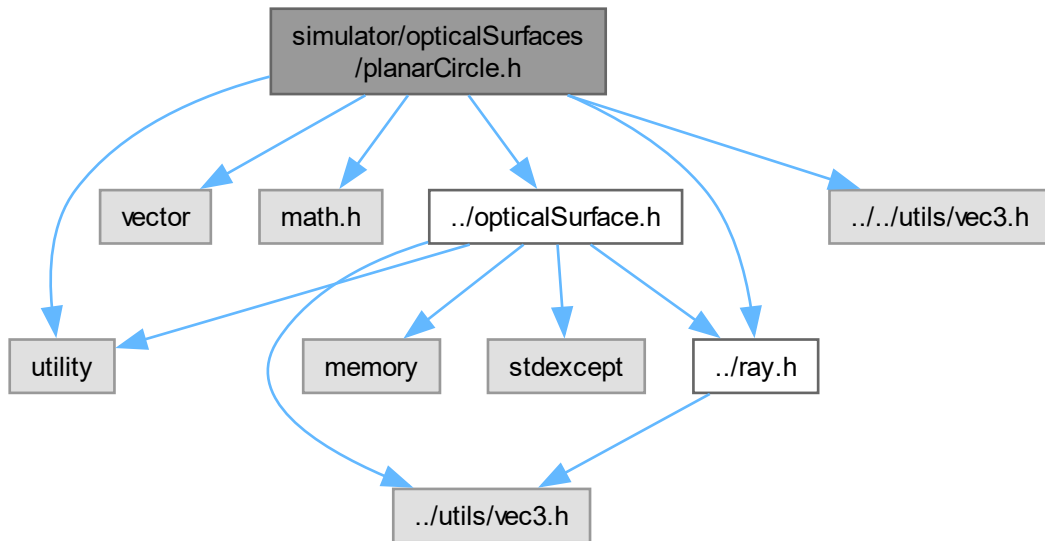 simulator/opticalSurfaces
/planarCircle.h
vector
math.h
../opticalSurface.h
../../utils/vec3.h
utility
memory
stdexcept
../ray.h
../utils/vec3.h